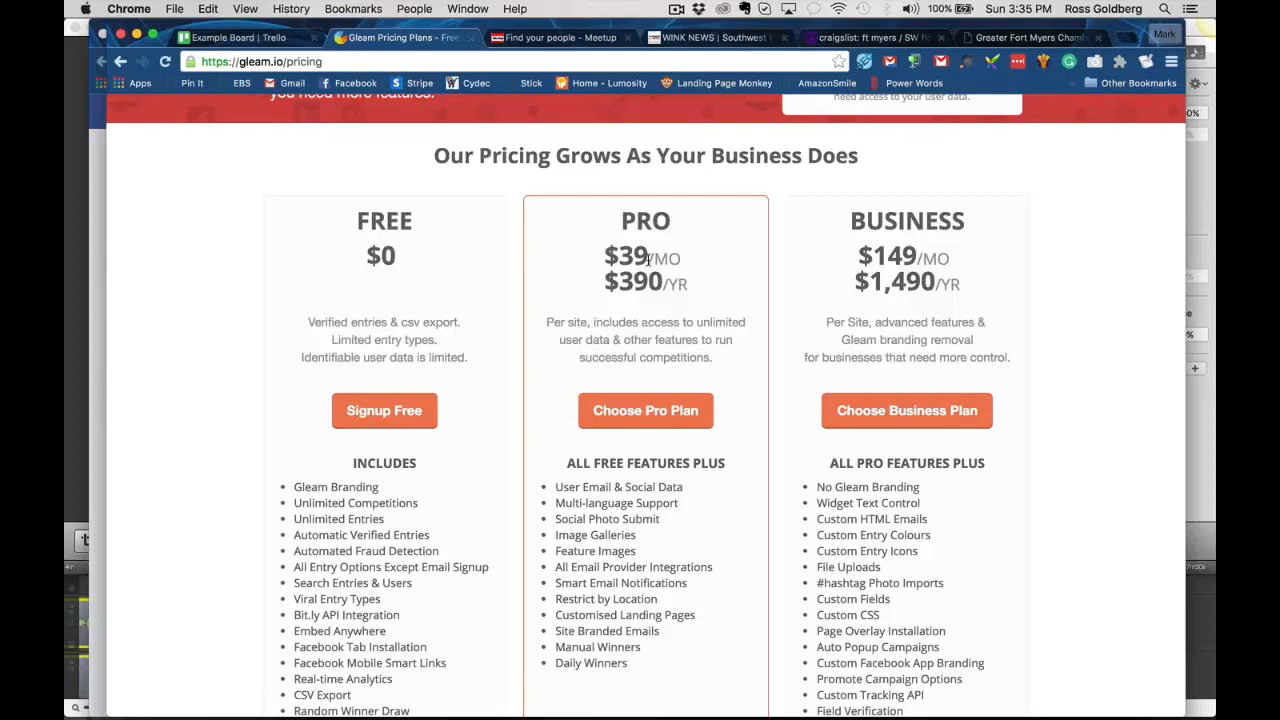 Chrome File Edit View History Bookmarks People Window Help 100% Sun 3:35 PM Ross Goldberg
Example Board | Trello
Gleam Pricing Plans - Free
Find your people - Meetup
WINK NEWS | Southwest
craigslist: ft myers / SW fl
Greater Fort Myers Chamb
Mark
https://gleam.io/pricing
Apps Pin It EBS Gmail Facebook Stripe Cydec Stick Home - Lumosity Landing Page Monkey AmazonSmile Power Words Other Bookmarks
you need more features.
need access to your user data.
Our Pricing Grows As Your Business Does
FREE
$0
Verified entries & csv export.
Limited entry types.
Identifiable user data is limited.
Signup Free
INCLUDES
Gleam Branding
Unlimited Competitions
Unlimited Entries
Automatic Verified Entries
Automated Fraud Detection
All Entry Options Except Email Signup
Search Entries & Users
Viral Entry Types
Bit.ly API Integration
Embed Anywhere
Facebook Tab Installation
Facebook Mobile Smart Links
Real-time Analytics
CSV Export
Random Winner Draw
PRO
$39/MO
$390/YR
Per site, includes access to unlimited
user data & other features to run
successful competitions.
Choose Pro Plan
ALL FREE FEATURES PLUS
User Email & Social Data
Multi-language Support
Social Photo Submit
Image Galleries
Feature Images
All Email Provider Integrations
Smart Email Notifications
Restrict by Location
Customised Landing Pages
Site Branded Emails
Manual Winners
Daily Winners
BUSINESS
$149/MO
$1,490/YR
Per Site, advanced features &
Gleam branding removal
for businesses that need more control.
Choose Business Plan
ALL PRO FEATURES PLUS
No Gleam Branding
Widget Text Control
Custom HTML Emails
Custom Entry Colours
Custom Entry Icons
File Uploads
#hashtag Photo Imports
Custom Fields
Custom CSS
Page Overlay Installation
Auto Popup Campaigns
Custom Facebook App Branding
Promote Campaign Options
Custom Tracking API
Field Verification